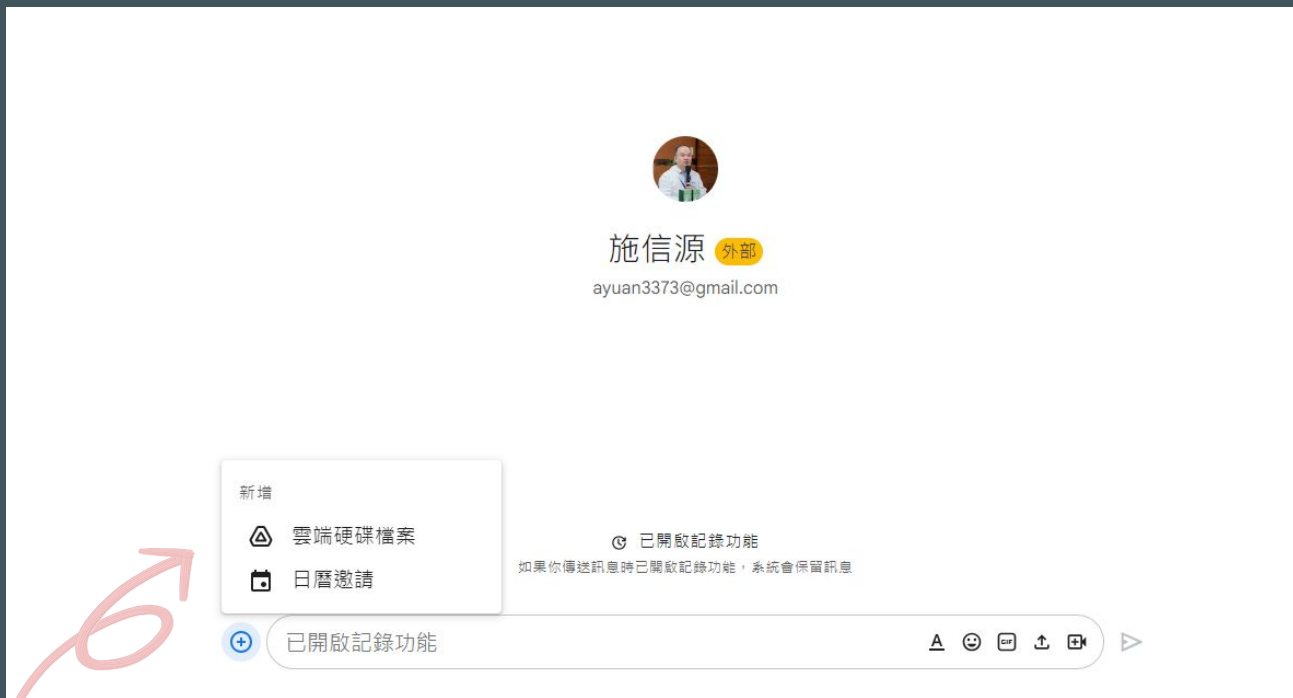 施信源 外部
ayuan3373@gmail.com
新增
雲端硬碟檔案
日曆邀請
已開啟記錄功能
如果你傳送訊息時已開啟記錄功能，系統會保留訊息
已開啟記錄功能
A
GIF